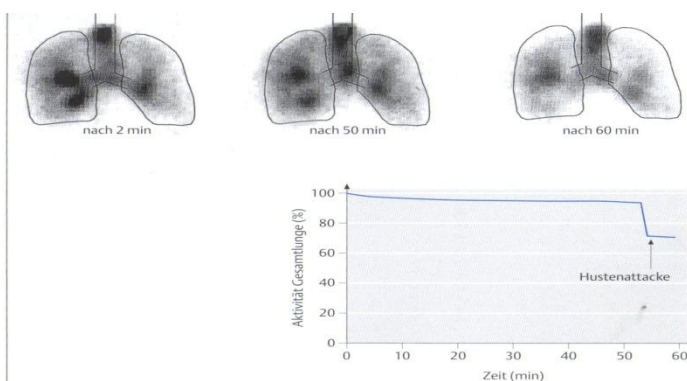 nach 2 min
nach 50 min
nach 60 min
Aktivität Gesamtlunge (%)
100
80
60
40
20
0
Hustenattacke
0
10
20
30
40
50
60
Zeit (min)